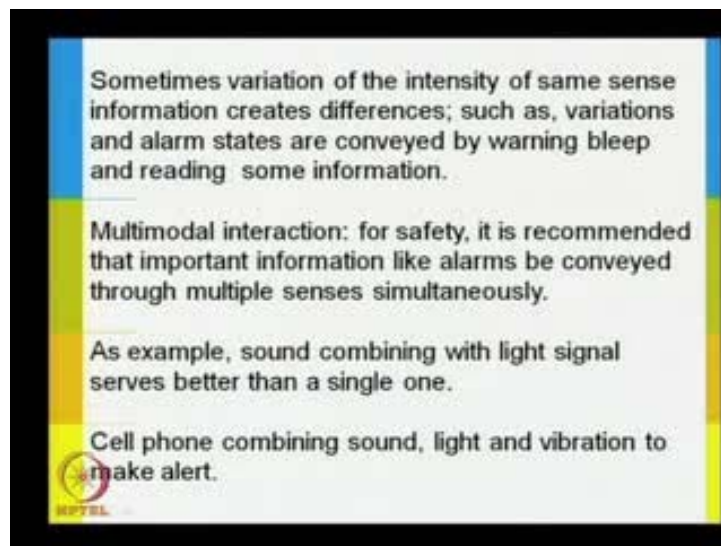 Sometimes variation of the intensity of same sense
information creates differences; such as, variations
and alarm states are conveyed by warning bleep
and reading some information.
Multimodal interaction: for safety, it is recommended
that important information like alarms be conveyed
through multiple senses simultaneously.
As example, sound combining with light signal
serves better than a single one.
Cell phone combining sound, light and vibration to
make alert.
NPTEL